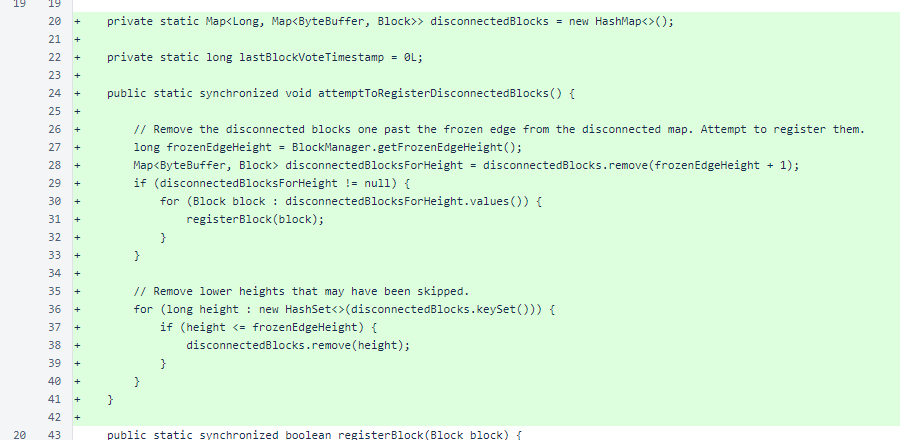 19 19
20 + private static Map<Long, Map<ByteBuffer, Block>> disconnectedBlocks = new HashMap<>();
21 +
22 + private static long lastBlockVoteTimestamp = 0L;
23 +
24 + public static synchronized void attemptToRegisterDisconnectedBlocks() {
25 +
26 + // Remove the disconnected blocks one past the frozen edge from the disconnected map. Attempt to register them.
27 + long frozenEdgeHeight = BlockManager.getFrozenEdgeHeight();
28 + Map<ByteBuffer, Block> disconnectedBlocksForHeight = disconnectedBlocks.remove(frozenEdgeHeight + 1);
29 + if (disconnectedBlocksForHeight != null) {
30 + for (Block block : disconnectedBlocksForHeight.values()) {
31 + registerBlock(block);
32 + }
33 + }
34 +
35 + // Remove lower heights that may have been skipped.
36 + for (long height : new HashSet<>(disconnectedBlocks.keySet())) {
37 + if (height <= frozenEdgeHeight) {
38 + disconnectedBlocks.remove(height);
39 + }
40 + }
41 + }
42 +
20 43 public static synchronized boolean registerBlock(Block block) {